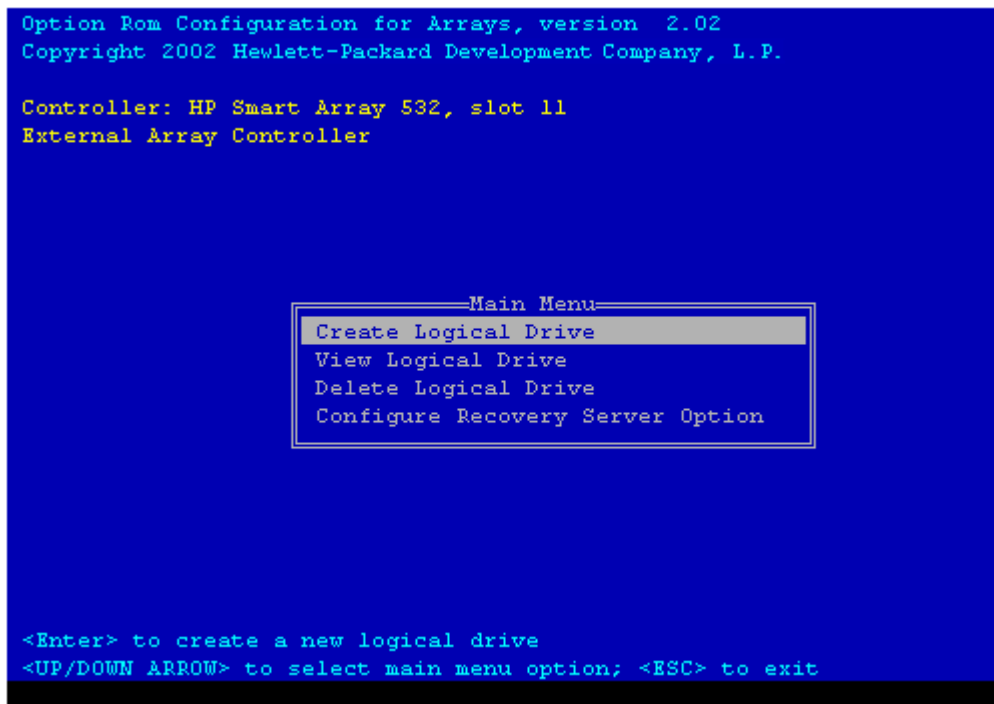 Option Rom Configuration for Arrays, version  2.02
Copyright 2002 Hewlett-Packard Development Company, L.P.
Controller: HP Smart Array 532, slot 11
External Array Controller
Main Menu
Create Logical Drive
View Logical Drive
Delete Logical Drive
Configure Recovery Server Option
<Enter> to create a new logical drive
<UP/DOWN ARROW> to select main menu option; <ESC> to exit